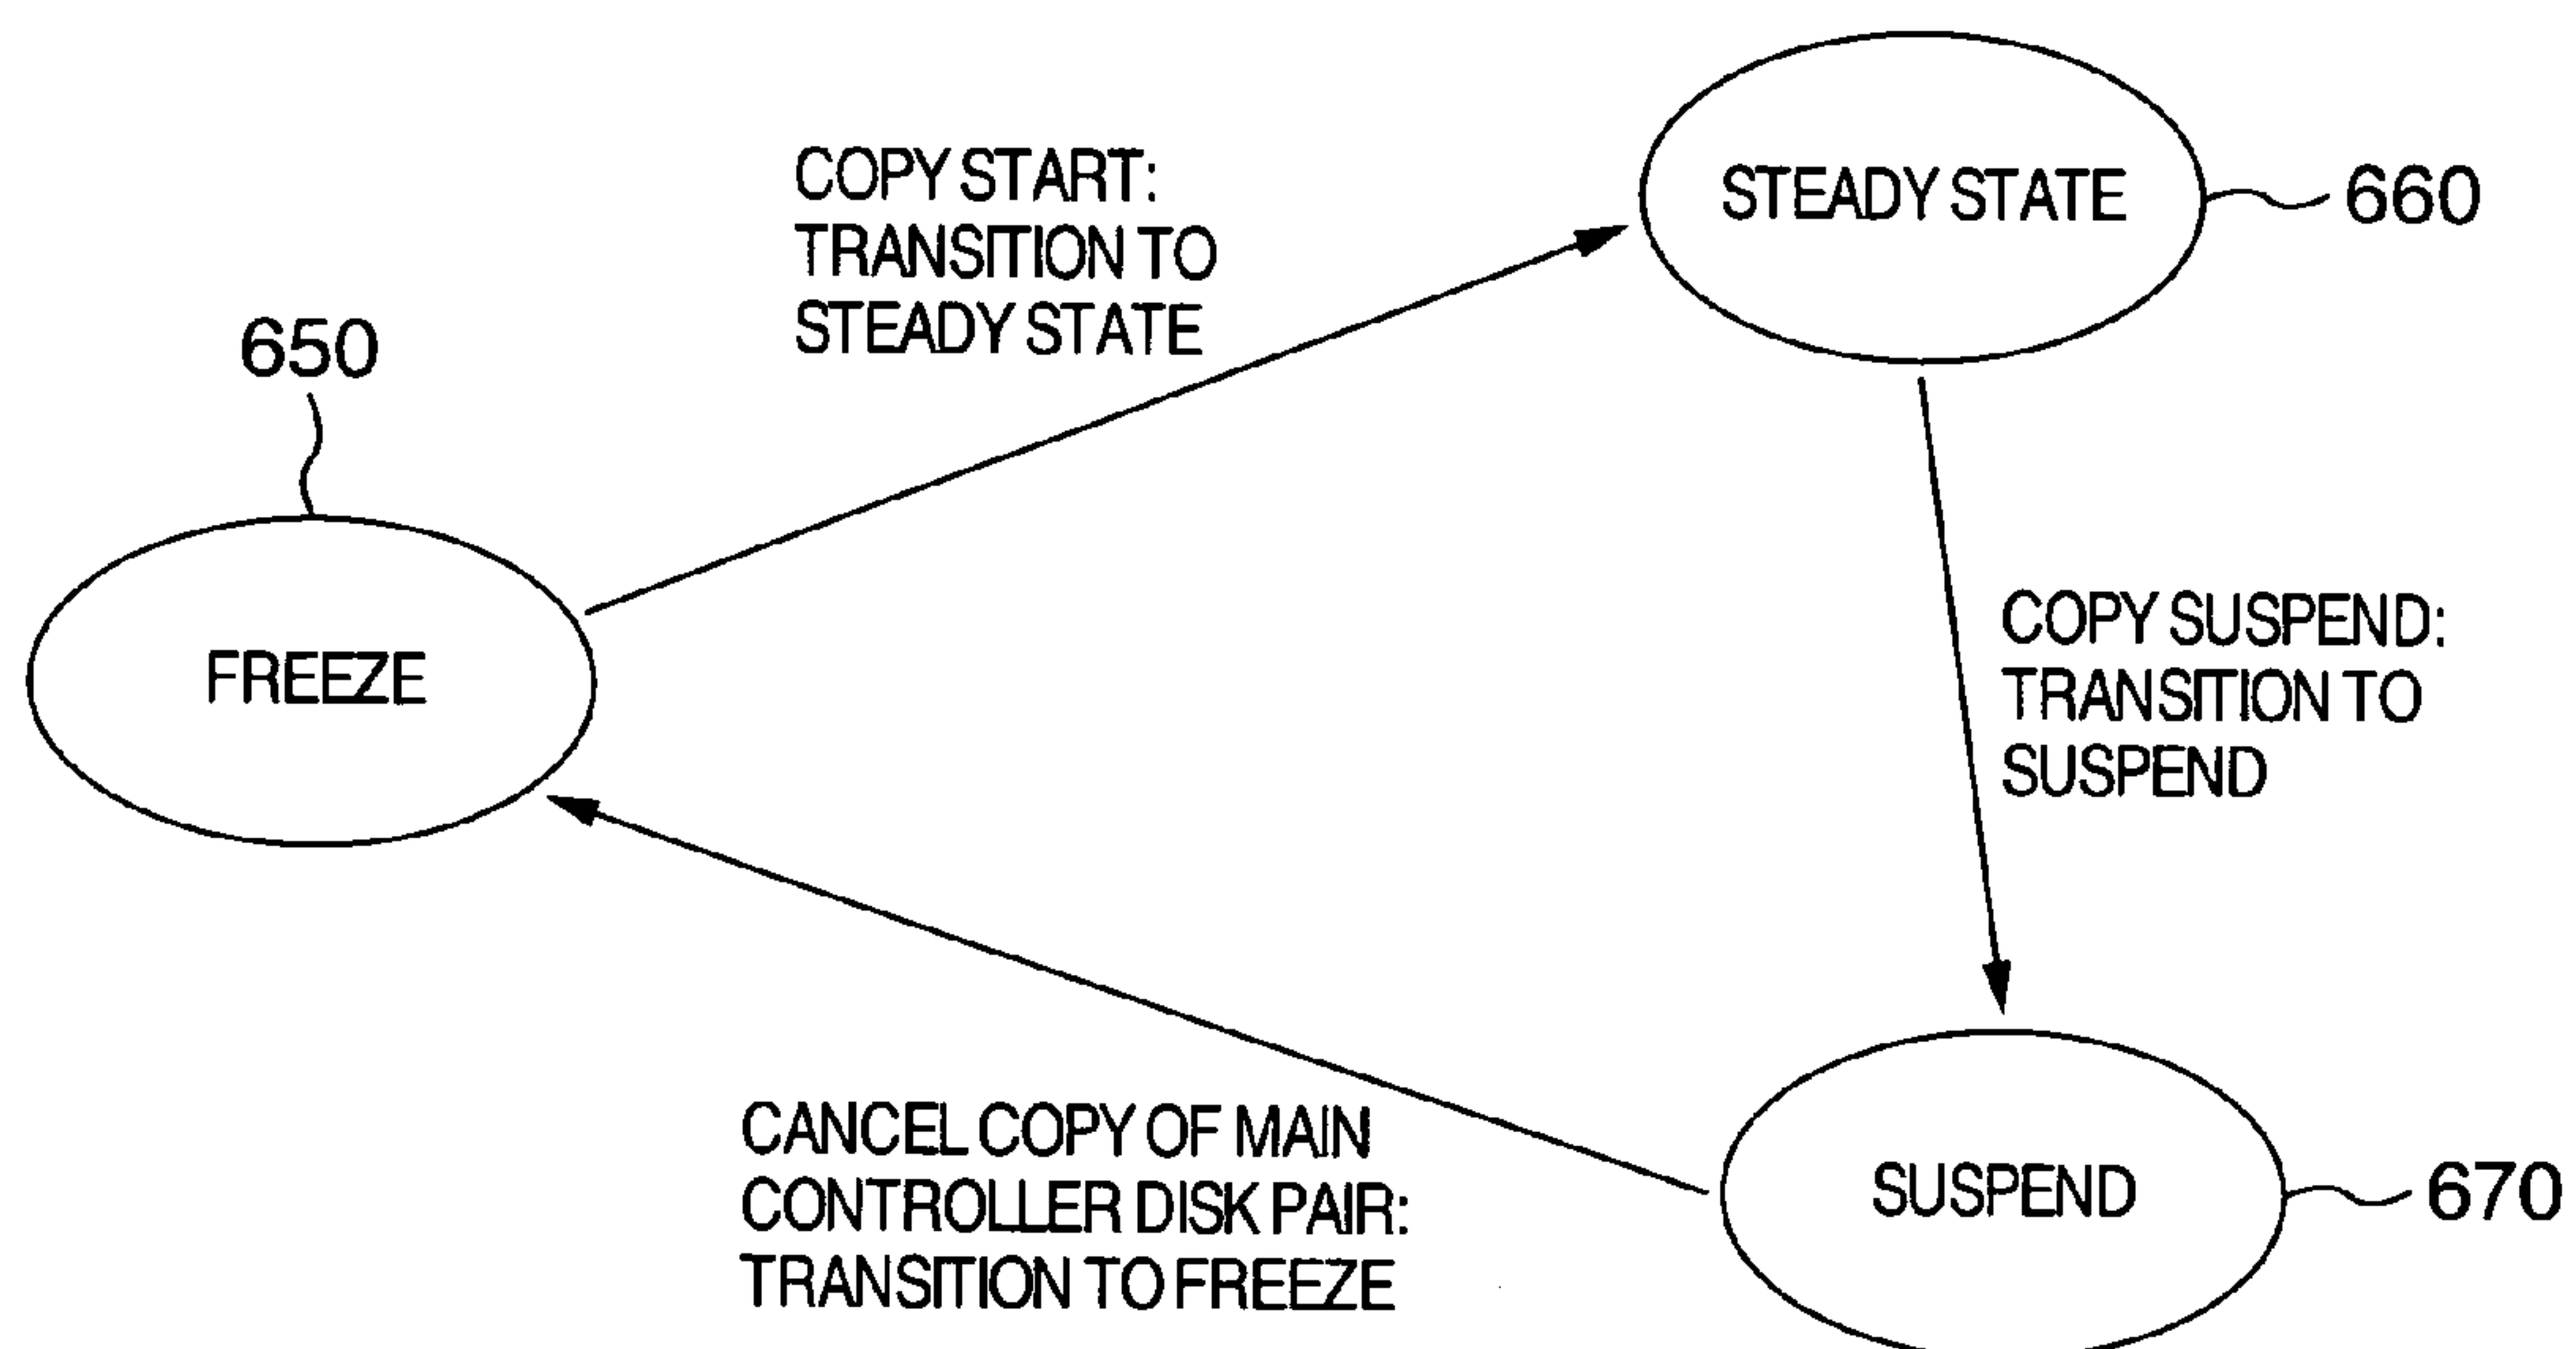 COPY START:
TRANSITION TO
STEADY STATE
STEADY STATE
660
650
FREEZE
COPY SUSPEND:
TRANSITION TO
SUSPEND
CANCEL COPY OF MAIN
CONTROLLER DISK PAIR:
TRANSITION TO FREEZE
SUSPEND
670